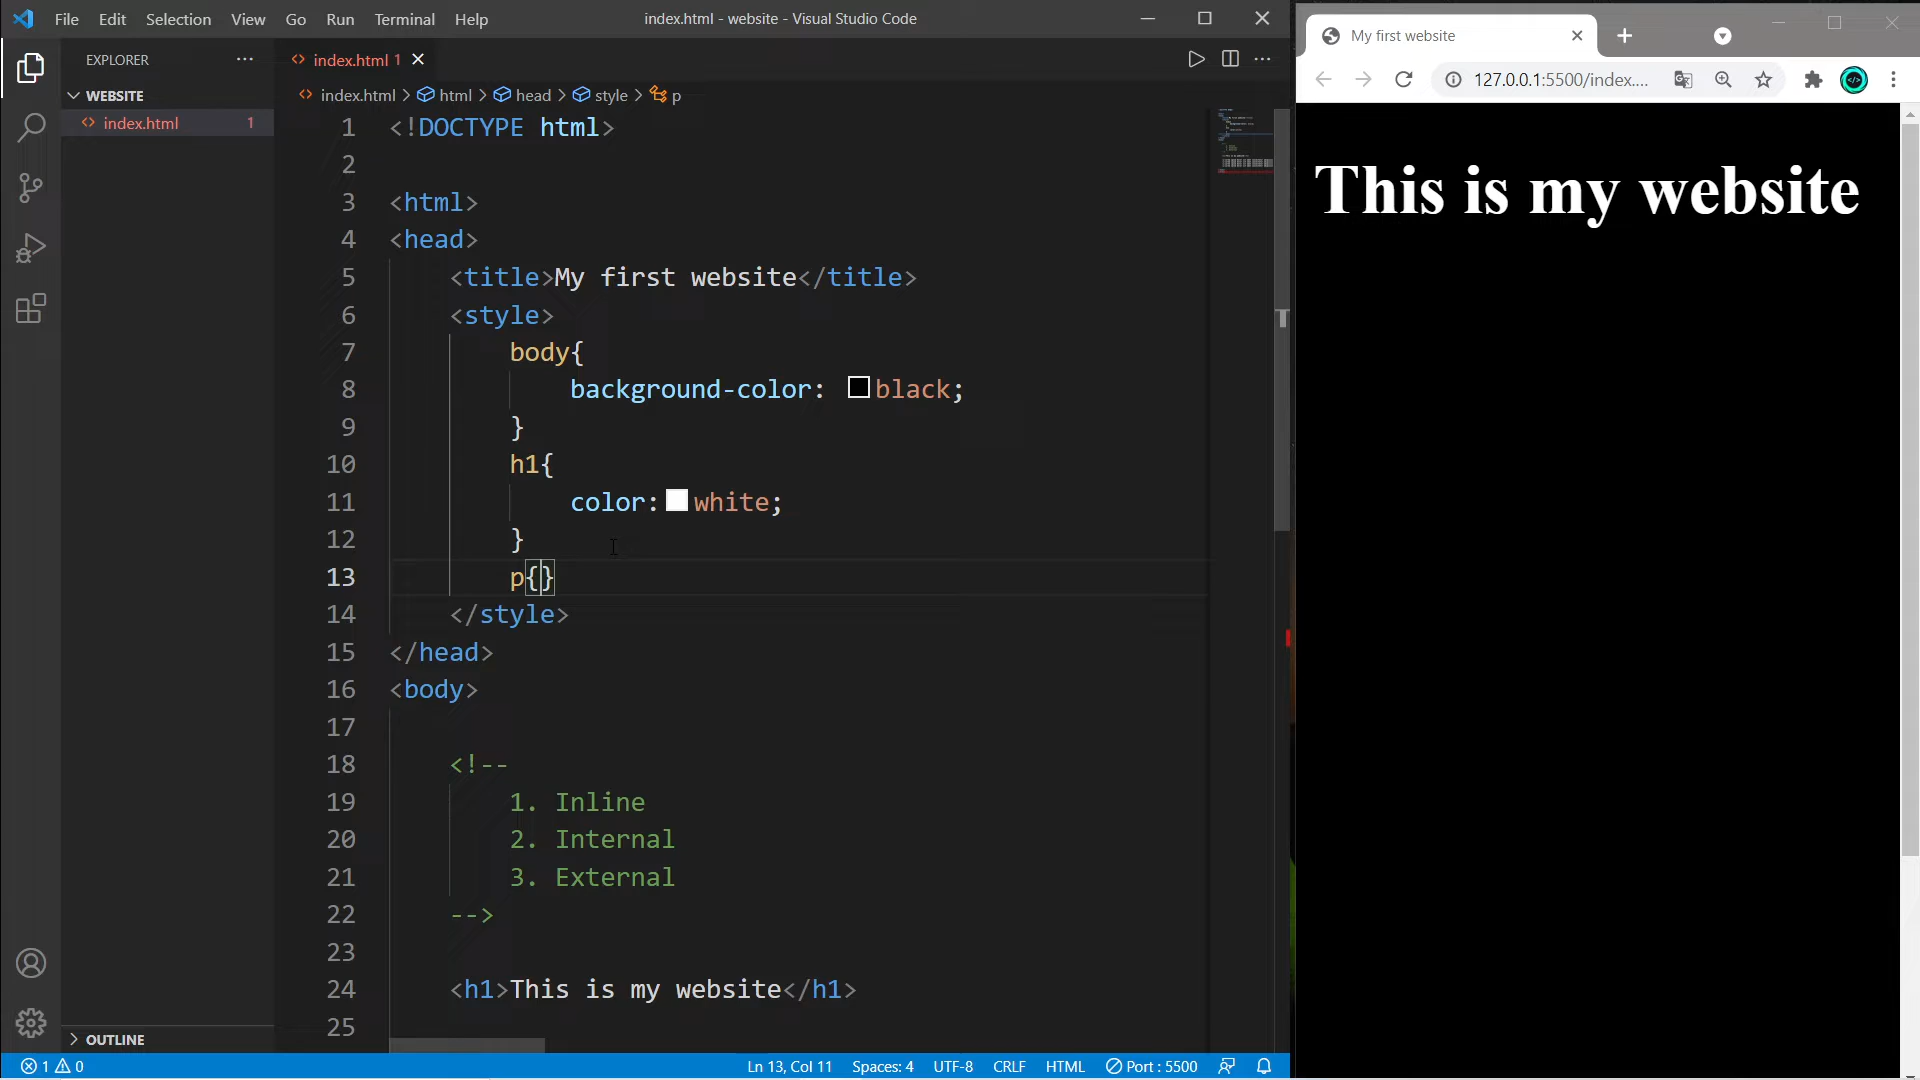 File Edit Selection View Go Run Terminal Help
index.html - website - Visual Studio Code
EXPLORER
WEBSITE
index.html 1
OUTLINE
index.html 1
index.html > html > head > style > p
1 <!DOCTYPE html>
2
3 <html>
4 <head>
5 <title>My first website</title>
6 <style>
7 body{
8 background-color: black;
9 }
10 h1{
11 color: white;
12 }
13 p{}
14 </style>
15 </head>
16 <body>
17
18 <!--
19 1. Inline
20 2. Internal
21 3. External
22 -->
23
24 <h1>This is my website</h1>
25
1 0
Ln 13, Col 11 Spaces: 4 UTF-8 CRLF HTML Port : 5500
My first website
127.0.0.1:5500/index....
This is my website